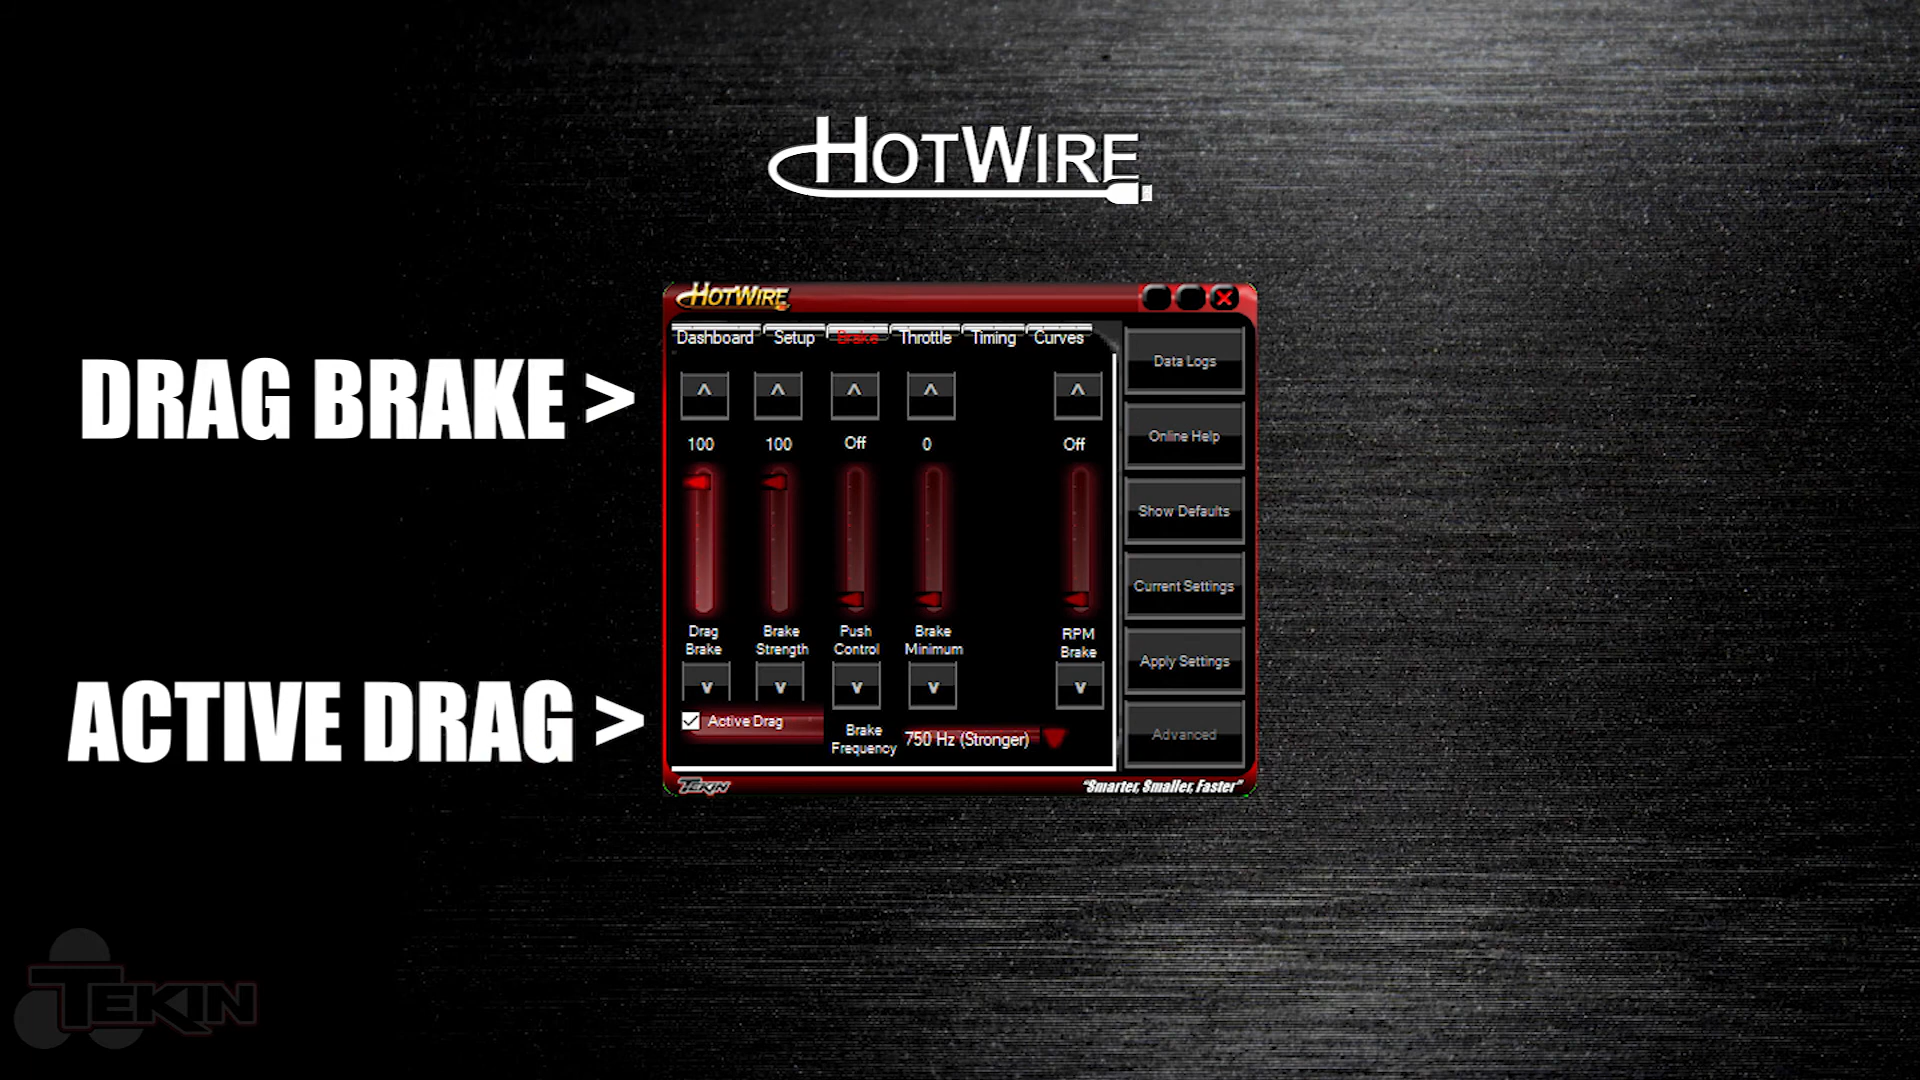 HOTWIRE
HOTWIRE
Dashboard Setup Brake Throttle Timing Curves
DRAG BRAKE >
^ ^ ^ ^ ^
100 100 Off 0 Off
Drag Brake
Brake Strength
Push Control
Brake Minimum
RPM Brake
v v v v v
ACTIVE DRAG >
Active Drag
Brake Frequency
750 Hz (Stronger)
Data Logs
Online Help
Show Defaults
Current Settings
Apply Settings
Advanced
TEKIN
"Smarter, Smaller, Faster"
TEKIN